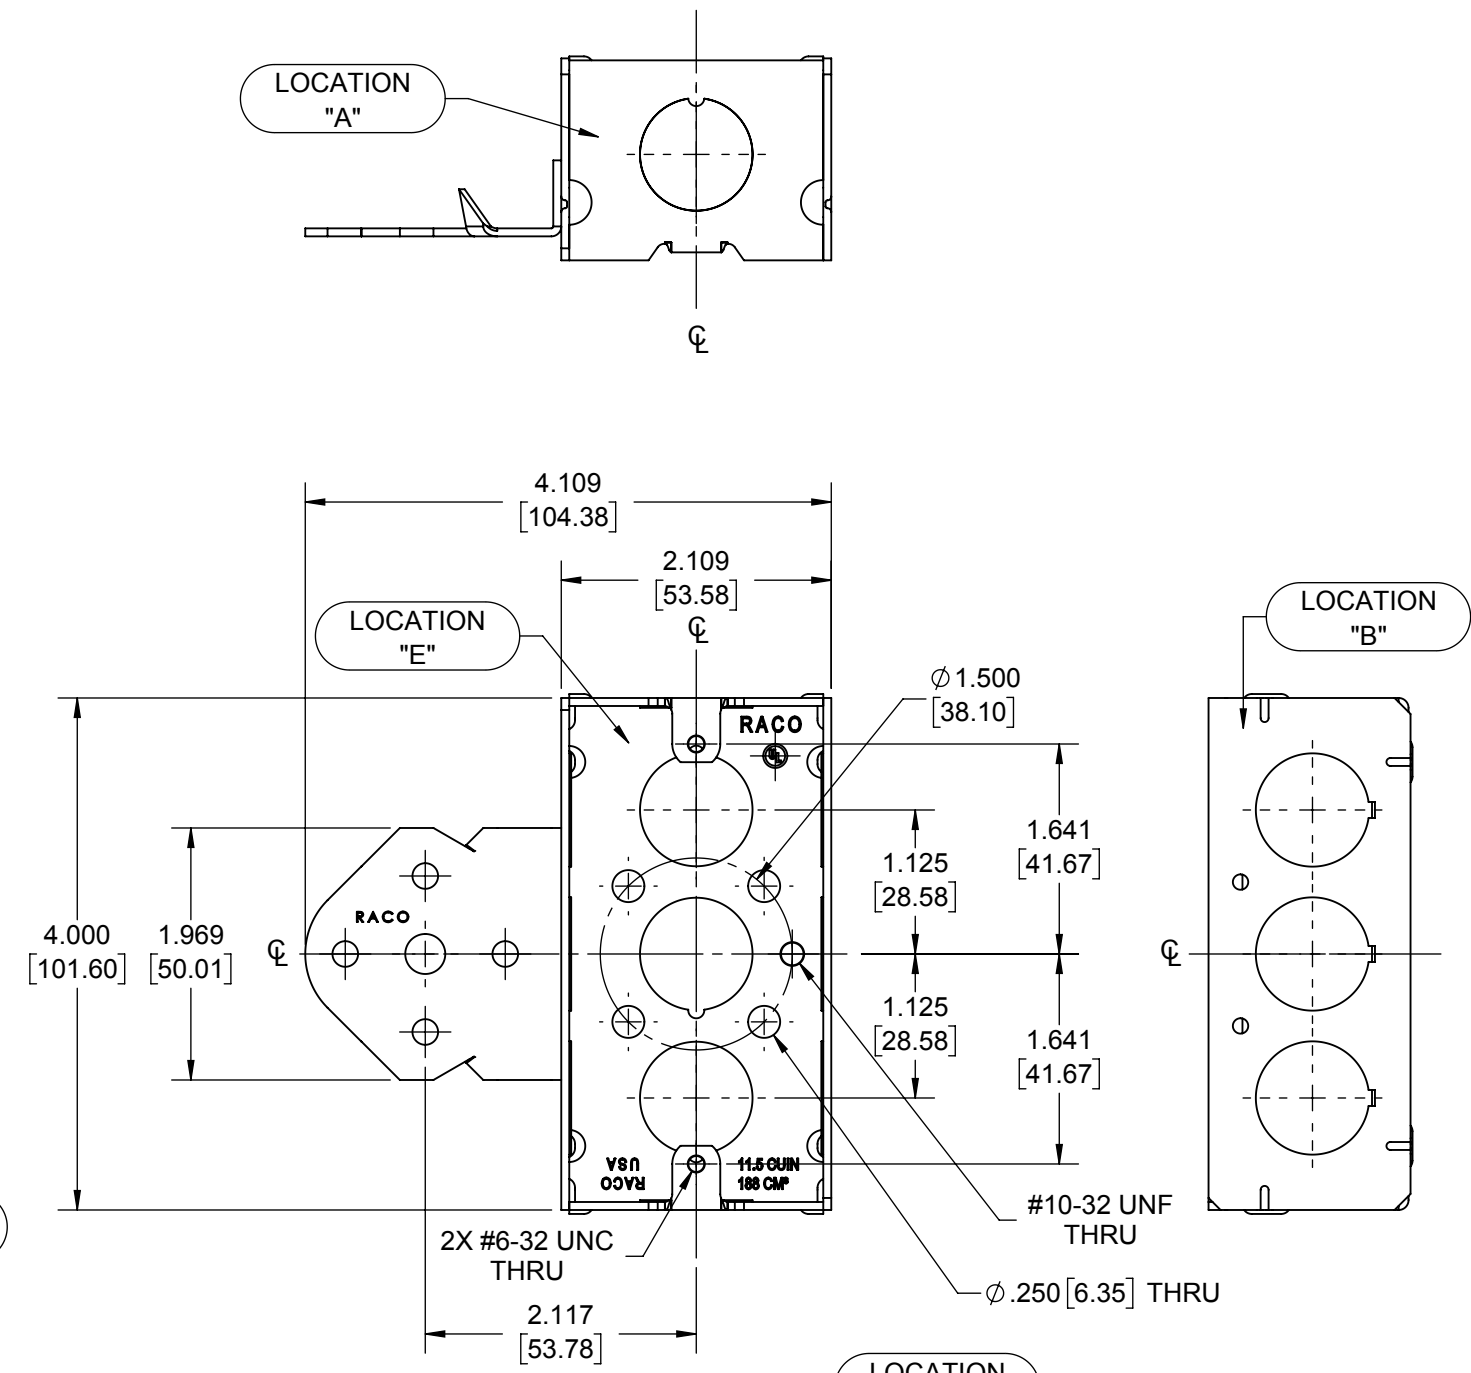 LOCATION
"A"
℄
4.109
[104.38]
2.109
[53.58]
℄
LOCATION
"E"
LOCATION
"B"
⌀1.500
[38.10]
RACO
UL
1.641
[41.67]
1.125
[28.58]
RACO
4.000
[101.60]
1.969
[50.01]
℄
℄
1.125
[28.58]
1.641
[41.67]
RACO
USA
11.5 CUIN
188 CM³
#10-32 UNF
THRU
2X #6-32 UNC
THRU
⌀.250[6.35] THRU
2.117
[53.78]
LOCATION